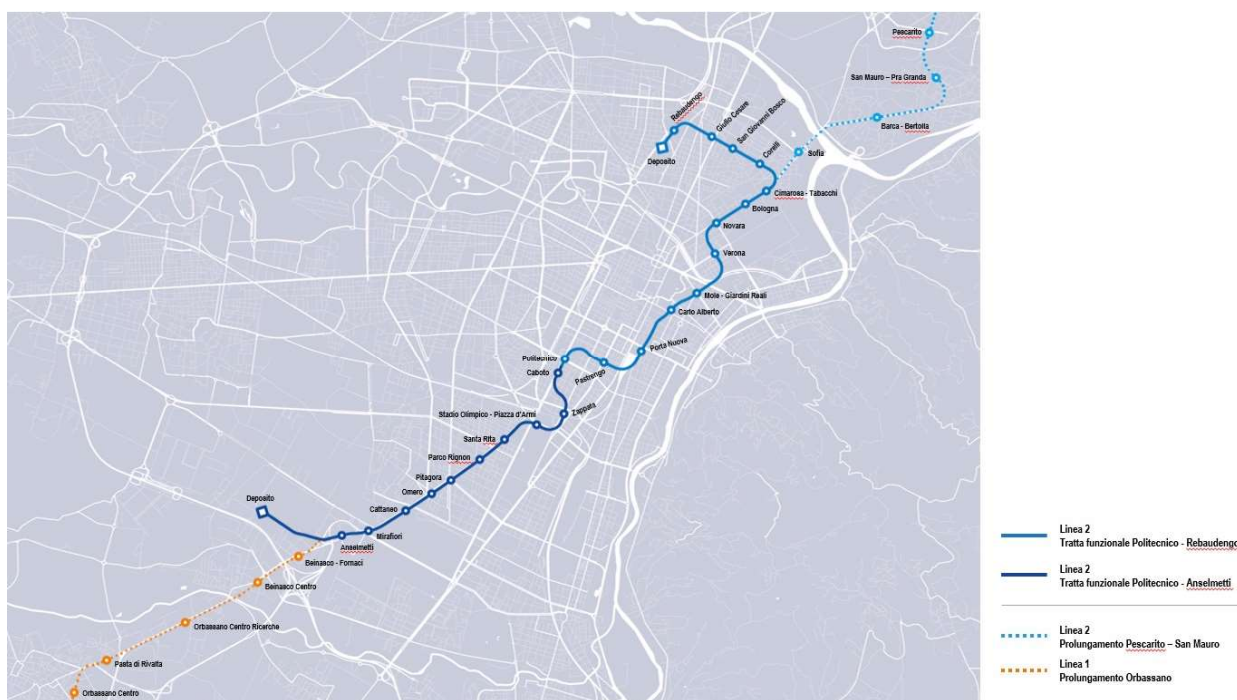 Pescarito
San Mauro – Pra Granda
Barca - Bertolla
Sofia
Rebaudengo
Giulio Cesare
San Giovanni Bosco
Corelli
Deposito
Cimarosa - Tabacchi
Bologna
Novara
Verona
Mole - Giardini Reali
Carlo Alberto
Porta Nuova
Politecnico
Pastrengo
Caboto
Zappata
Stadio Olimpico - Piazza d'Armi
Santa Rita
Parco Rignon
Pitagora
Omero
Cattaneo
Deposito
Mirafiori
Anselmetti
Beinasco - Fornaci
Beinasco Centro
Orbassano Centro Ricerche
Pasta di Rivalta
Orbassano Centro
Linea 2
Tratta funzionale Politecnico - Rebaudengo
Linea 2
Tratta funzionale Politecnico - Anselmetti
Linea 2
Prolungamento Pescarito – San Mauro
Linea 1
Prolungamento Orbassano